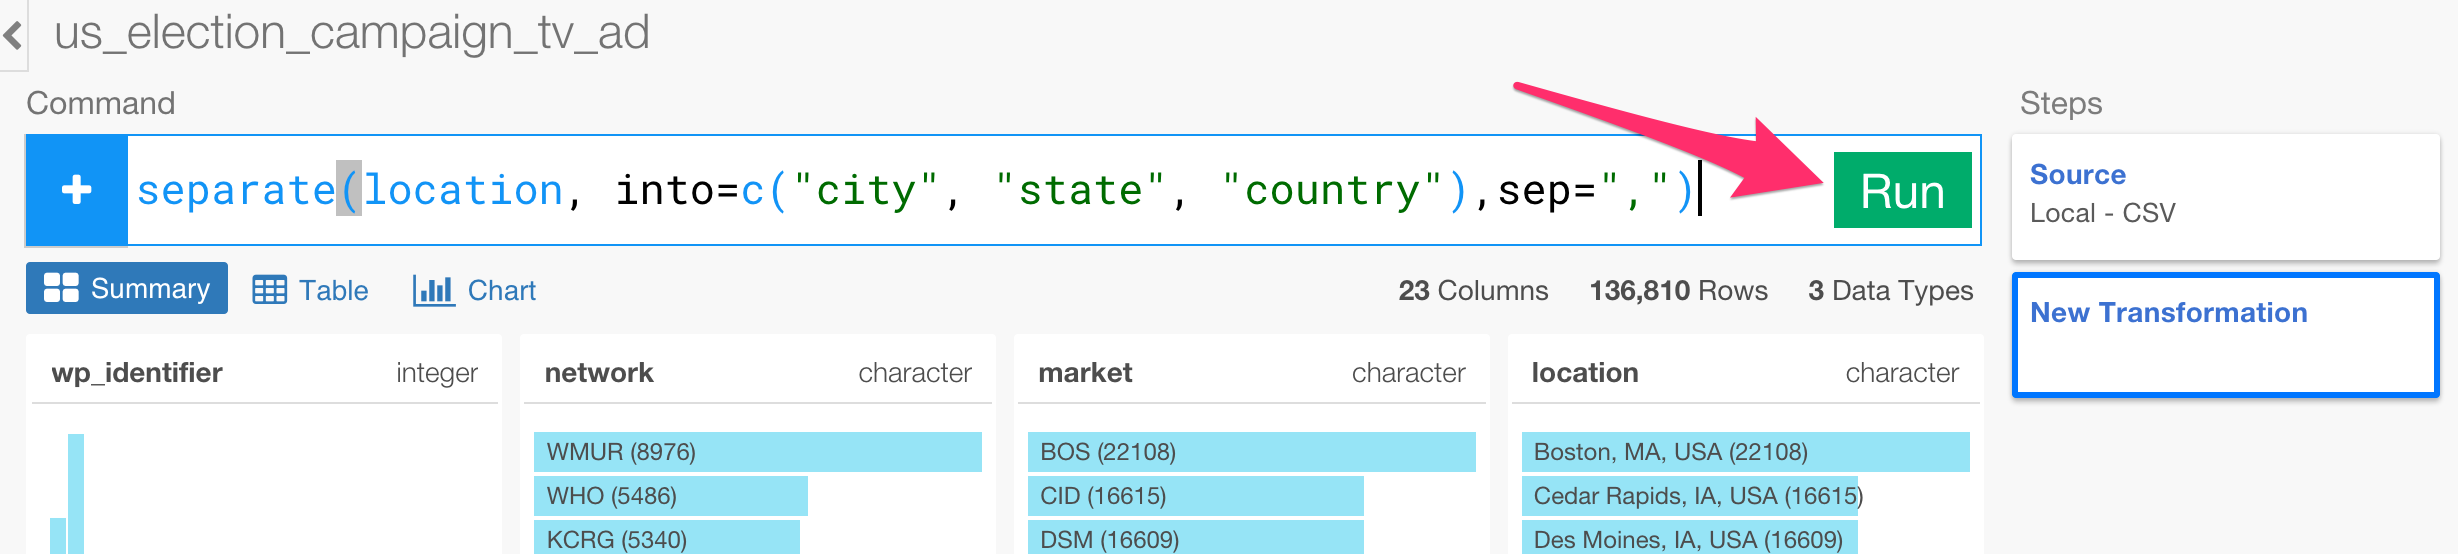 us_election_campaign_tv_ad
Command
Steps
separate(location, into=c("city", "state", "country"),sep=",")
Run
Source
Local - CSV
Summary
Table
Chart
23 Columns 136,810 Rows 3 Data Types
New Transformation
wp_identifier integer
network character
market character
location character
WMUR (8976)
BOS (22108)
Boston, MA, USA (22108)
WHO (5486)
CID (16615)
Cedar Rapids, IA, USA (16615)
KCRG (5340)
DSM (16609)
Des Moines, IA, USA (16609)